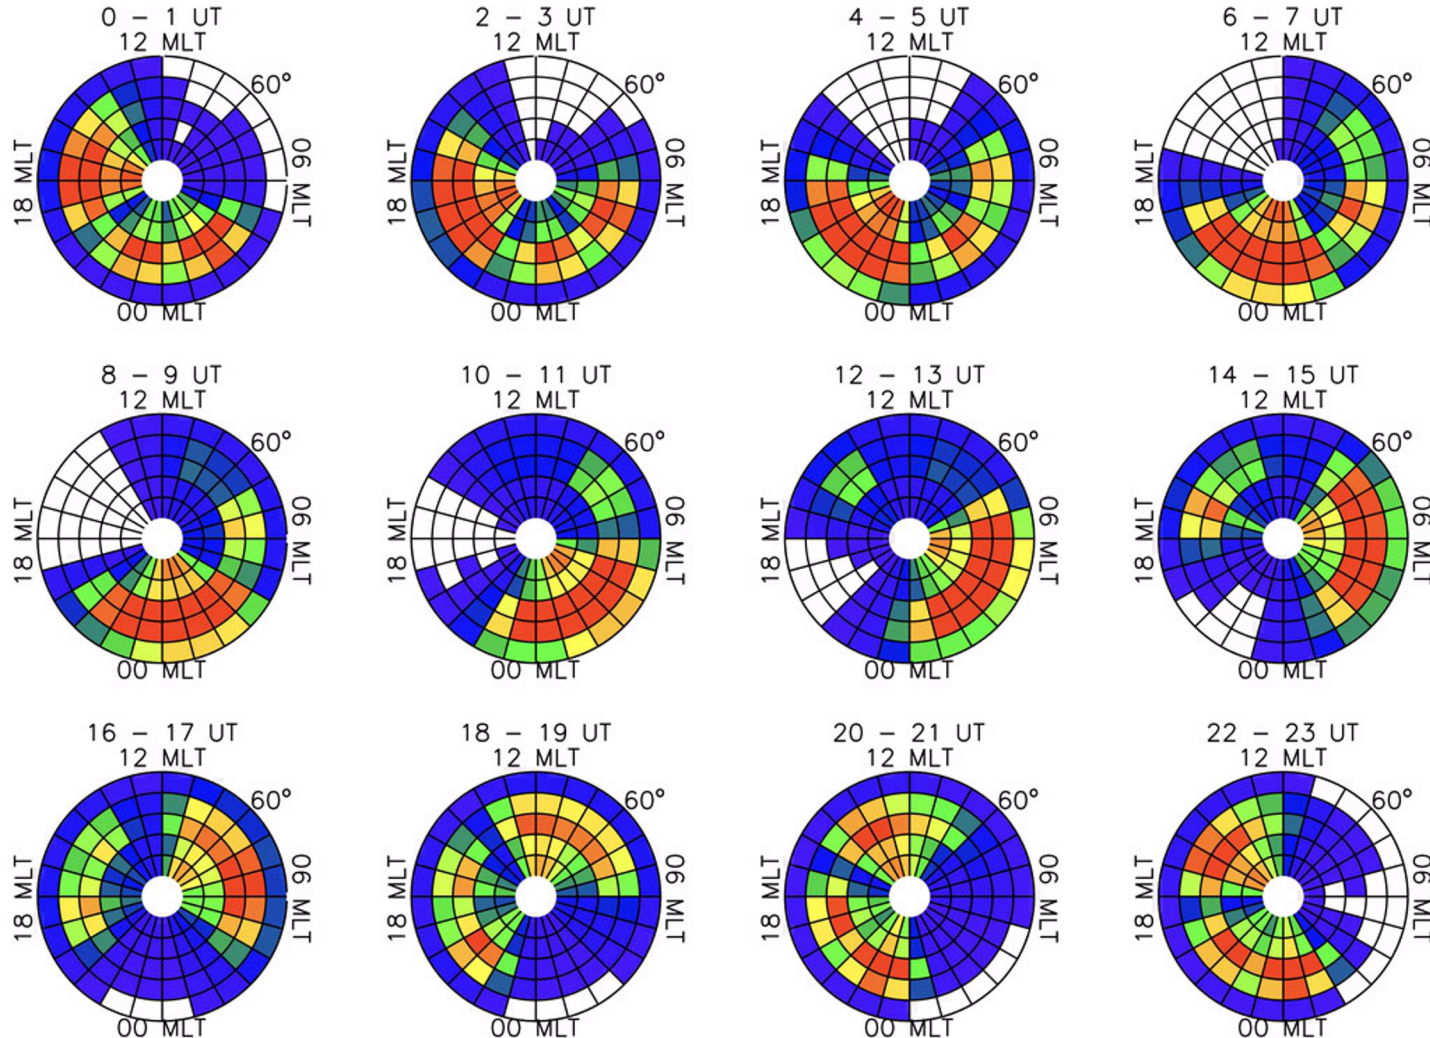 0 - 1 UT
12 MLT
60°
18 MLT
06 MLT
00 MLT
2 - 3 UT
12 MLT
60°
18 MLT
06 MLT
00 MLT
4 - 5 UT
12 MLT
60°
18 MLT
06 MLT
00 MLT
6 - 7 UT
12 MLT
60°
18 MLT
06 MLT
00 MLT
8 - 9 UT
12 MLT
60°
18 MLT
06 MLT
00 MLT
10 - 11 UT
12 MLT
60°
18 MLT
06 MLT
00 MLT
12 - 13 UT
12 MLT
60°
18 MLT
06 MLT
00 MLT
14 - 15 UT
12 MLT
60°
18 MLT
06 MLT
00 MLT
16 - 17 UT
12 MLT
60°
18 MLT
06 MLT
00 MLT
18 - 19 UT
12 MLT
60°
18 MLT
06 MLT
00 MLT
20 - 21 UT
12 MLT
60°
18 MLT
06 MLT
00 MLT
22 - 23 UT
12 MLT
60°
18 MLT
06 MLT
00 MLT